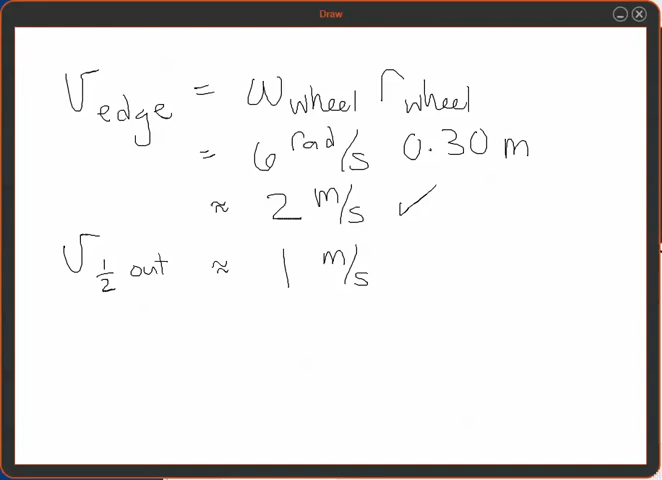 Draw
V edge = ω wheel r wheel
= 6 rad/s 0.30 m
≈ 2 m/s ✓
V 1/2 out ≈ 1 m/s